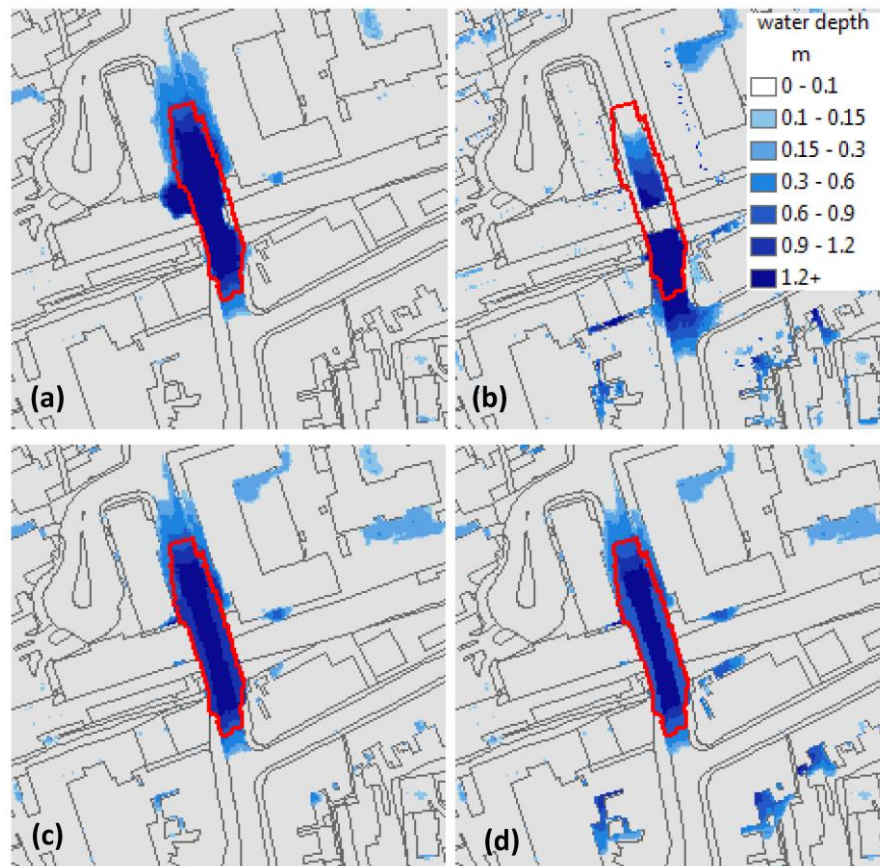 water depth
m
0 - 0.1
0.1 - 0.15
0.15 - 0.3
0.3 - 0.6
0.6 - 0.9
0.9 - 1.2
1.2+
(a)
(b)
(c)
(d)